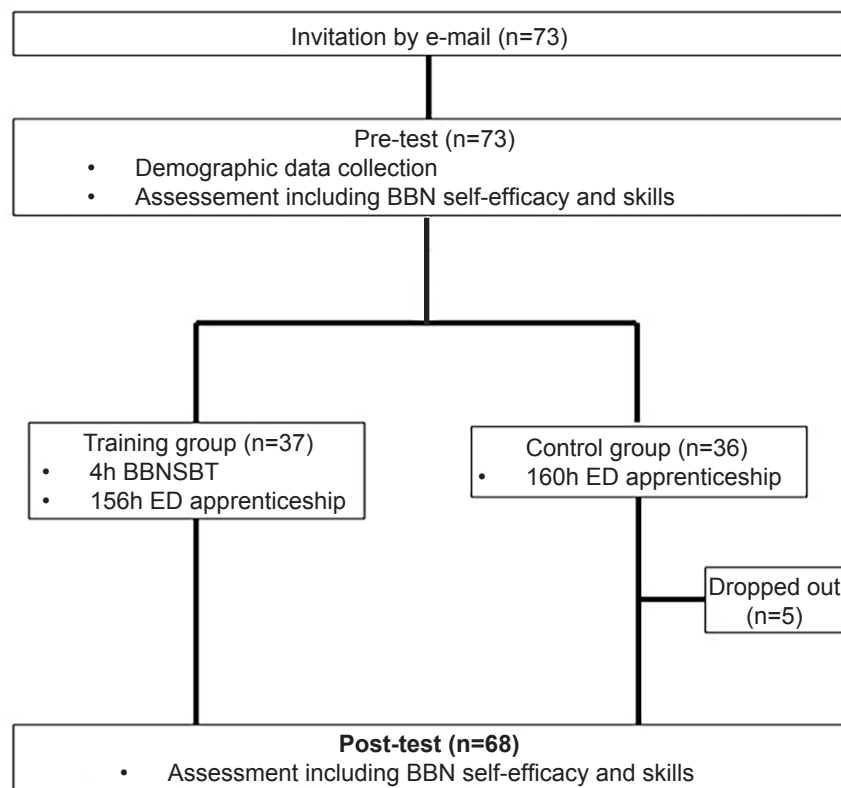 Invitation by e-mail (n=73)
Pre-test (n=73)
• Demographic data collection
• Assessement including BBN self-efficacy and skills
Training group (n=37)
• 4h BBNSBT
• 156h ED apprenticeship
Control group (n=36)
• 160h ED apprenticeship
Dropped out
(n=5)
Post-test (n=68)
• Assessment including BBN self-efficacy and skills